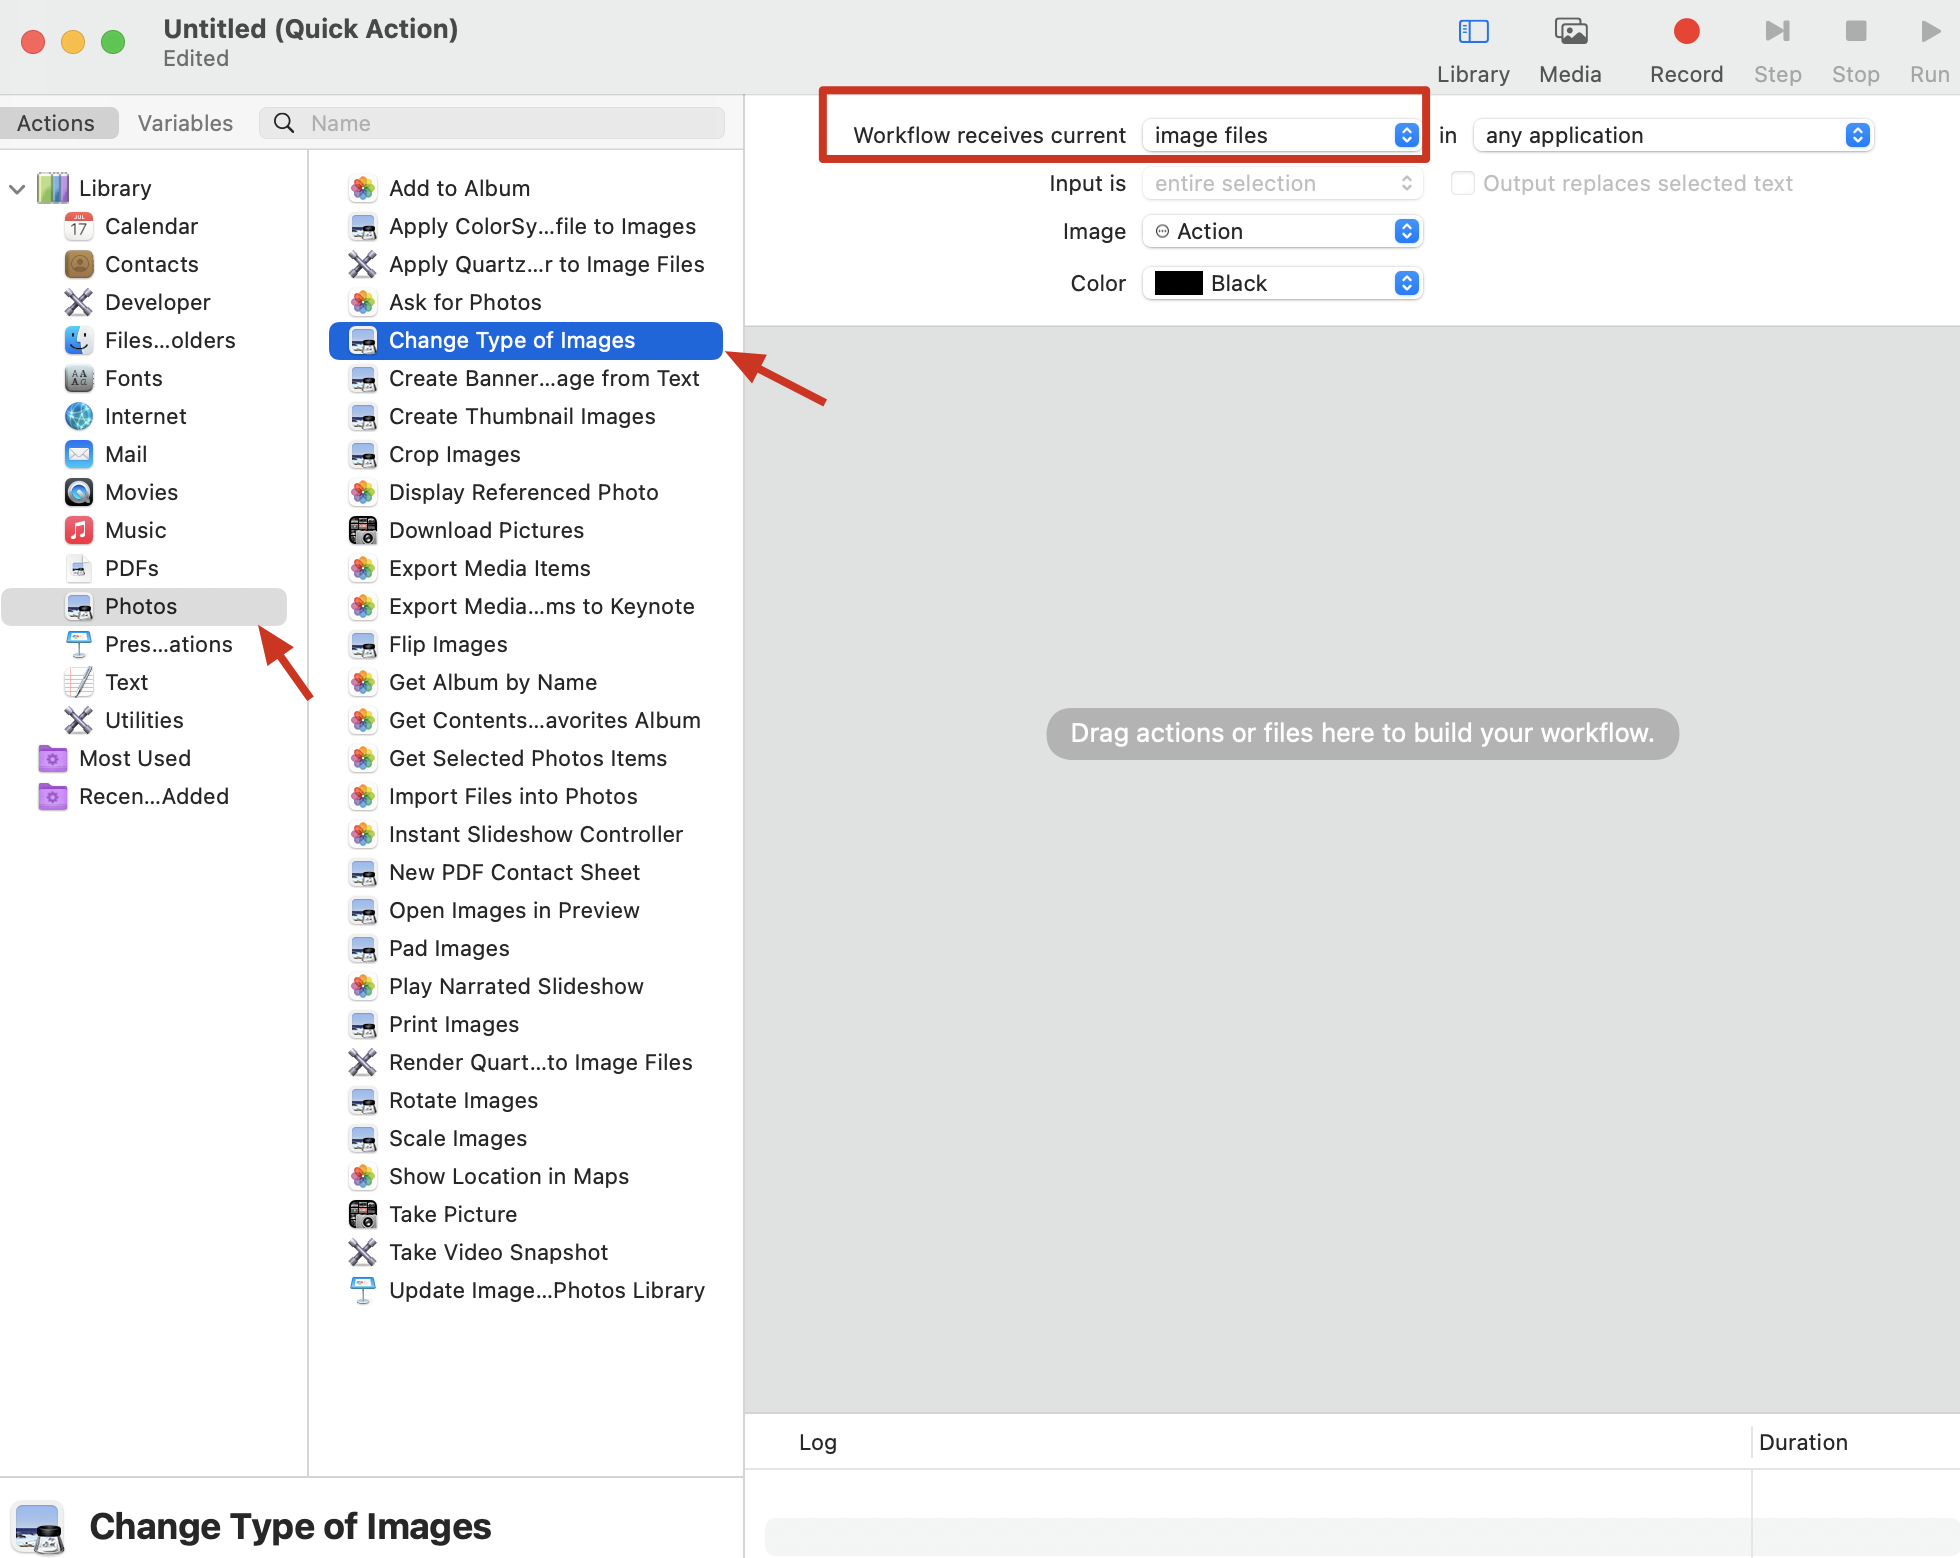 Untitled (Quick Action)
Edited
Library
Media
Record
Step
Stop
Run
Actions
Variables
Name
Workflow receives current
image files
in
any application
Input is
entire selection
Output replaces selected text
Image
Action
Color
Black
Library
JUL
17
Calendar
Contacts
Developer
Files...olders
Fonts
Internet
Mail
Movies
Music
PDFs
Photos
Pres...ations
Text
Utilities
Most Used
Recen...Added
Add to Album
Apply ColorSy...file to Images
Apply Quartz...r to Image Files
Ask for Photos
Change Type of Images
Create Banner...age from Text
Create Thumbnail Images
Crop Images
Display Referenced Photo
Download Pictures
Export Media Items
Export Media...ms to Keynote
Flip Images
Get Album by Name
Get Contents...avorites Album
Get Selected Photos Items
Import Files into Photos
Instant Slideshow Controller
New PDF Contact Sheet
Open Images in Preview
Pad Images
Play Narrated Slideshow
Print Images
Render Quart...to Image Files
Rotate Images
Scale Images
Show Location in Maps
Take Picture
Take Video Snapshot
Update Image...Photos Library
Drag actions or files here to build your workflow.
Log
Duration
Change Type of Images